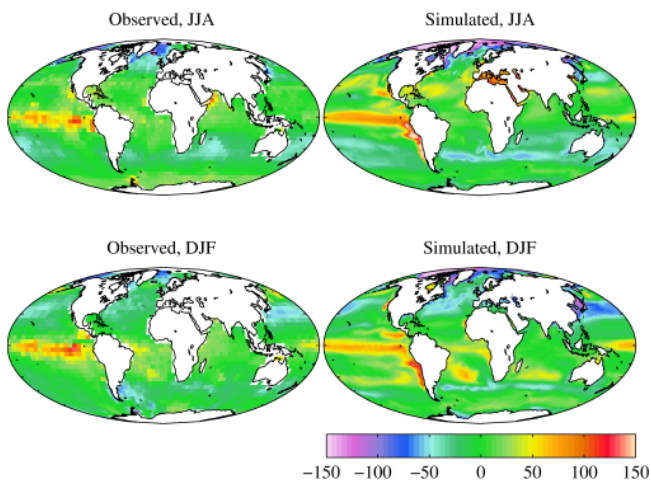 Observed, JJA
Simulated, JJA
Observed, DJF
Simulated, DJF
−150 −100 −50 0 50 100 150